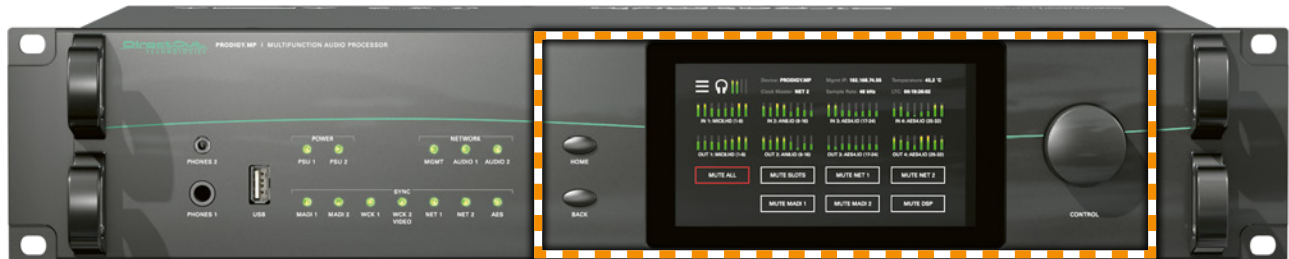 DirectOut
TECHNOLOGIES
PRODIGY.MP I MULTIFUNCTION AUDIO PROCESSOR
POWER
PSU 1 PSU 2
NETWORK
MGMT AUDIO 1 AUDIO 2
PHONES 2
PHONES 1
USB
SYNC
MADI 1 MADI 2 WCK 1 WCK 2 NET 1 NET 2 AES
VIDEO
HOME
BACK
Device: PRODIGY.MP Mgmt IP: 192.168.74.55 Temperature: 45,2 °C
Clock Master: NET 2 Sample Rate: 48 kHz LTC:
IN 1: MIC8.HD (1-8) IN 2: AN8.IO (9-16) IN 3: AES4.IO (17-24) IN 4: AES4.IO (25-32)
OUT 1: MIC8.HD (1-8) OUT 2: AN8.IO (9-16) OUT 3: AES4.IO (17-24) OUT 4: AES4.IO (25-32)
MUTE ALL MUTE SLOTS MUTE NET 1 MUTE NET 2
MUTE MADI 1 MUTE MADI 2 MUTE DSP
CONTROL